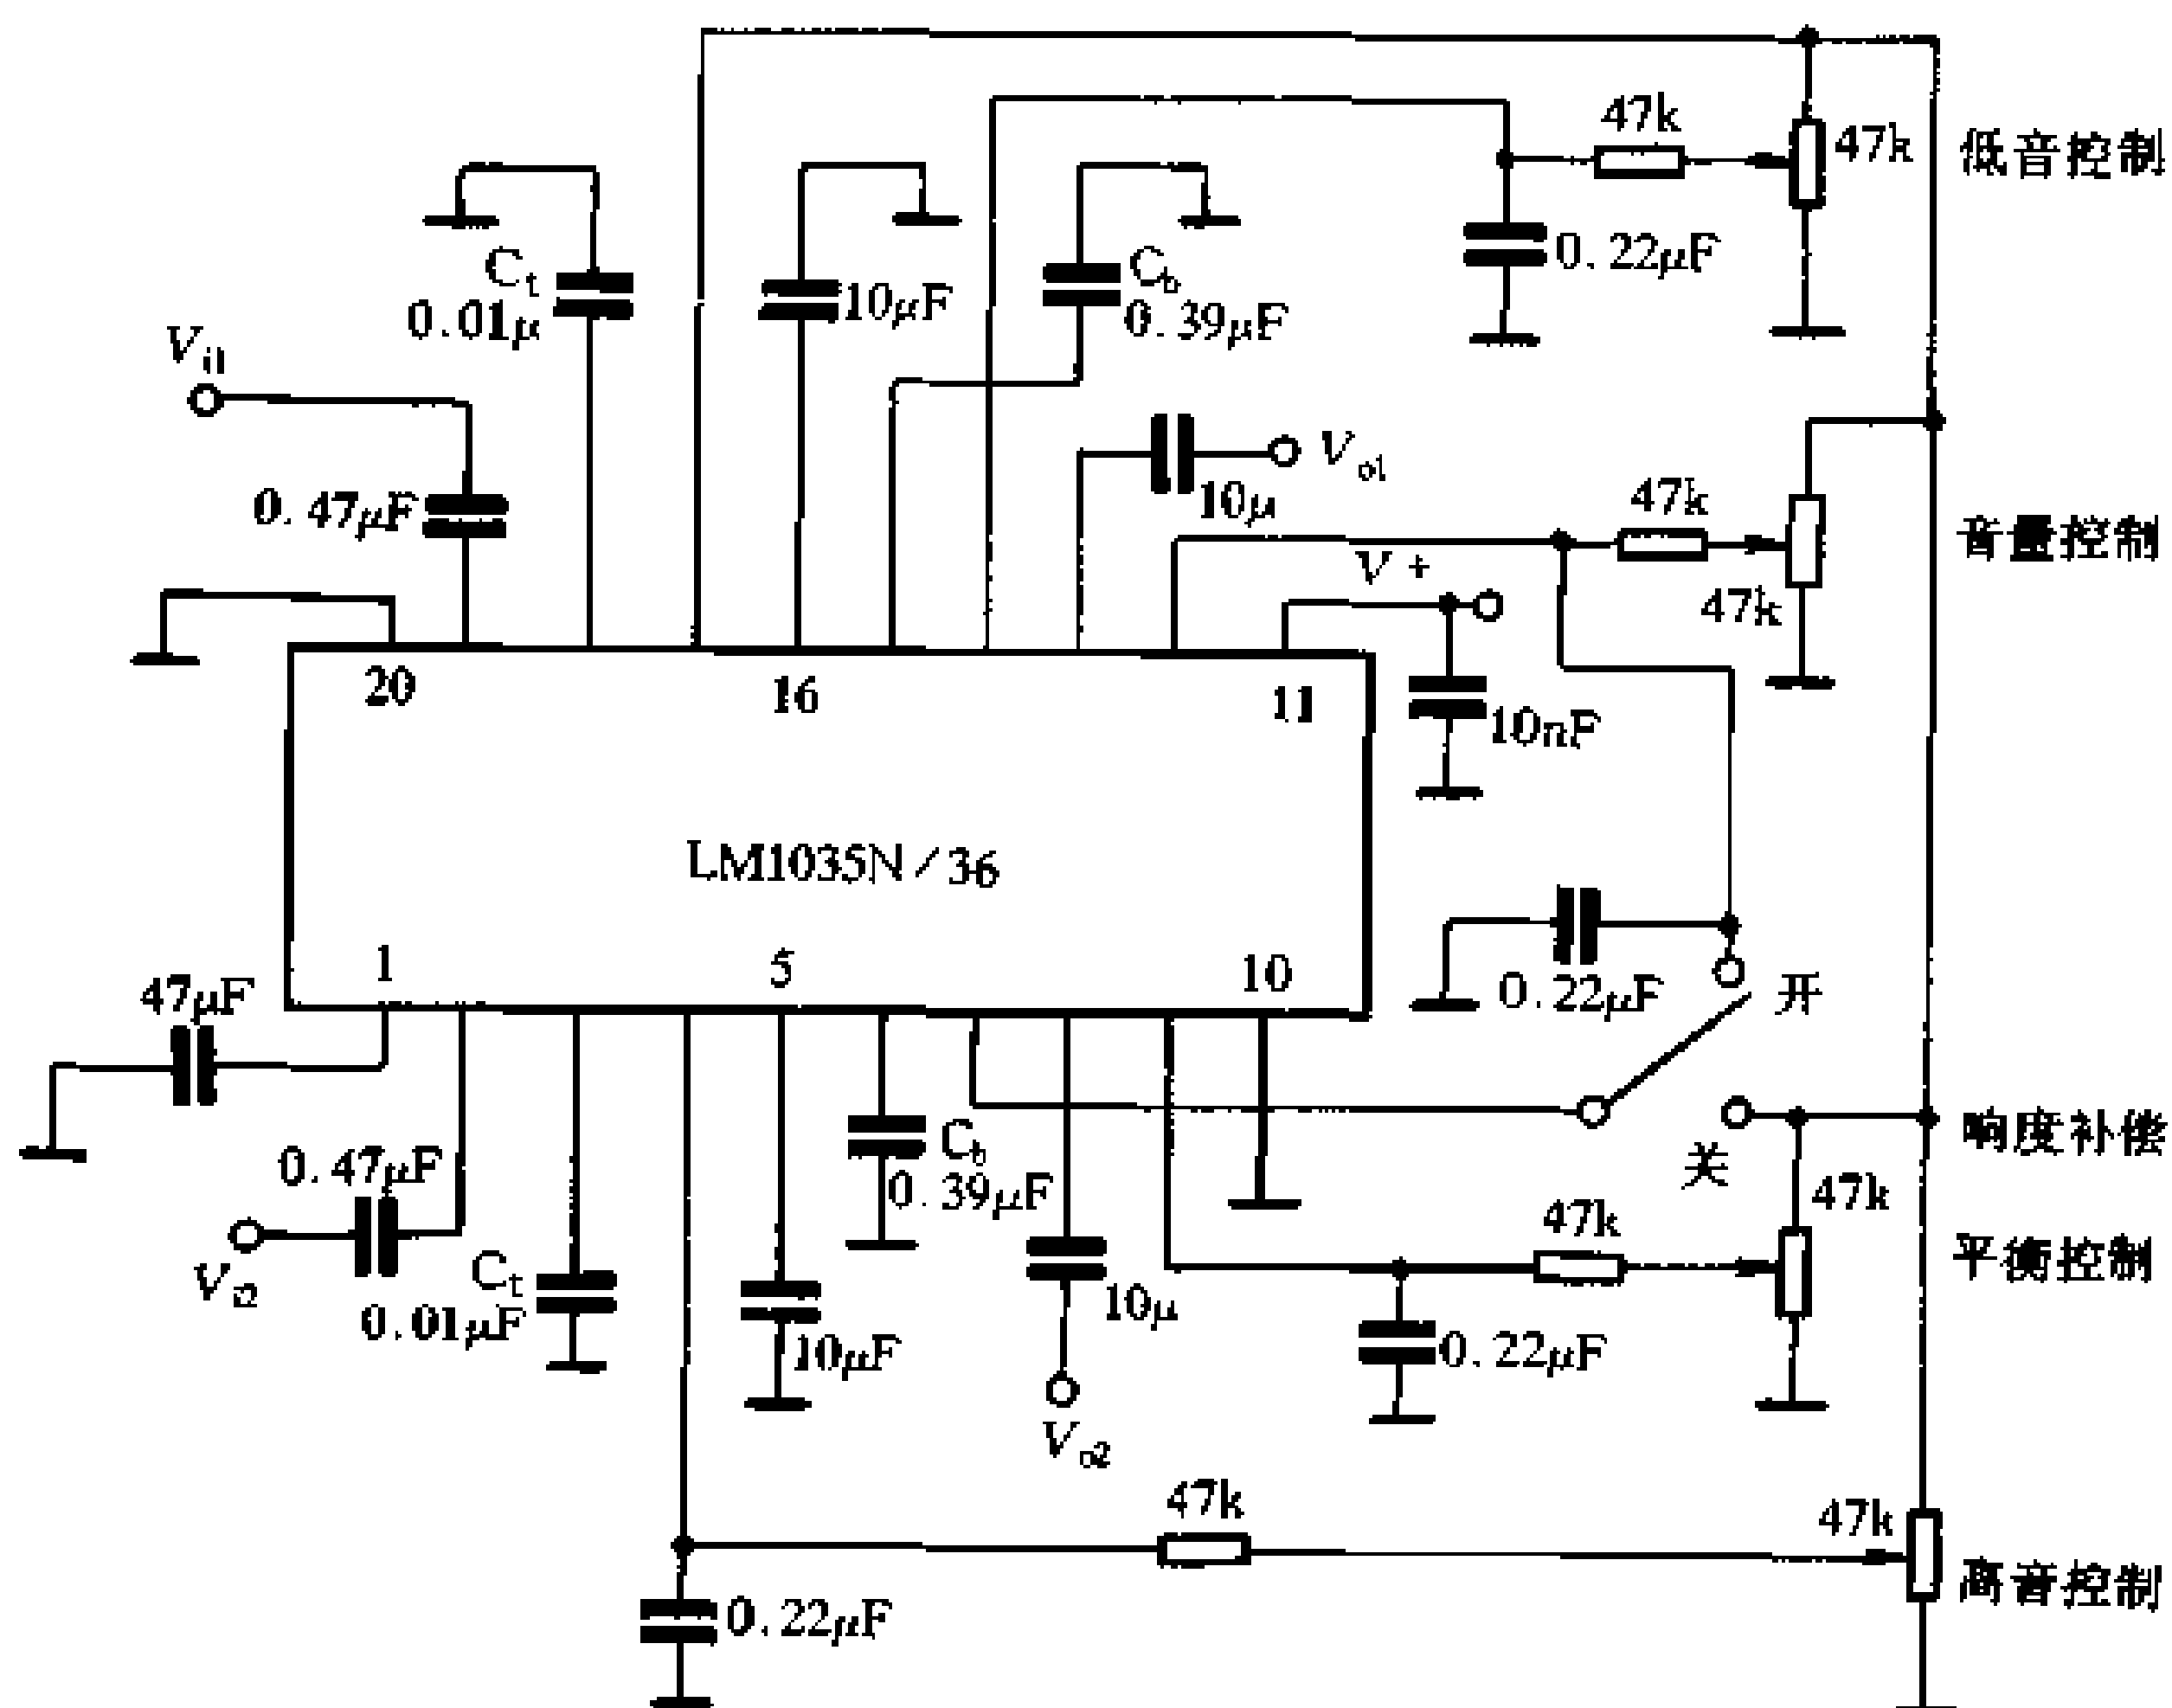 47k
47k
低音控制
0.22μF
Ct
0.01μ
10μF
Cb
0.39μF
Vi1
Vo1
10μ
0.47μF
47k
音量控制
V+
47k
20
16
11
10nF
LM1035N/36
1
5
10
47μF
0.22μF
开
Cb
0.39μF
响度补偿
关
0.47μF
47k
47k
平衡控制
Vi2
Ct
0.01μF
10μF
10μ
0.22μF
Vo2
47k
47k
高音控制
0.22μF